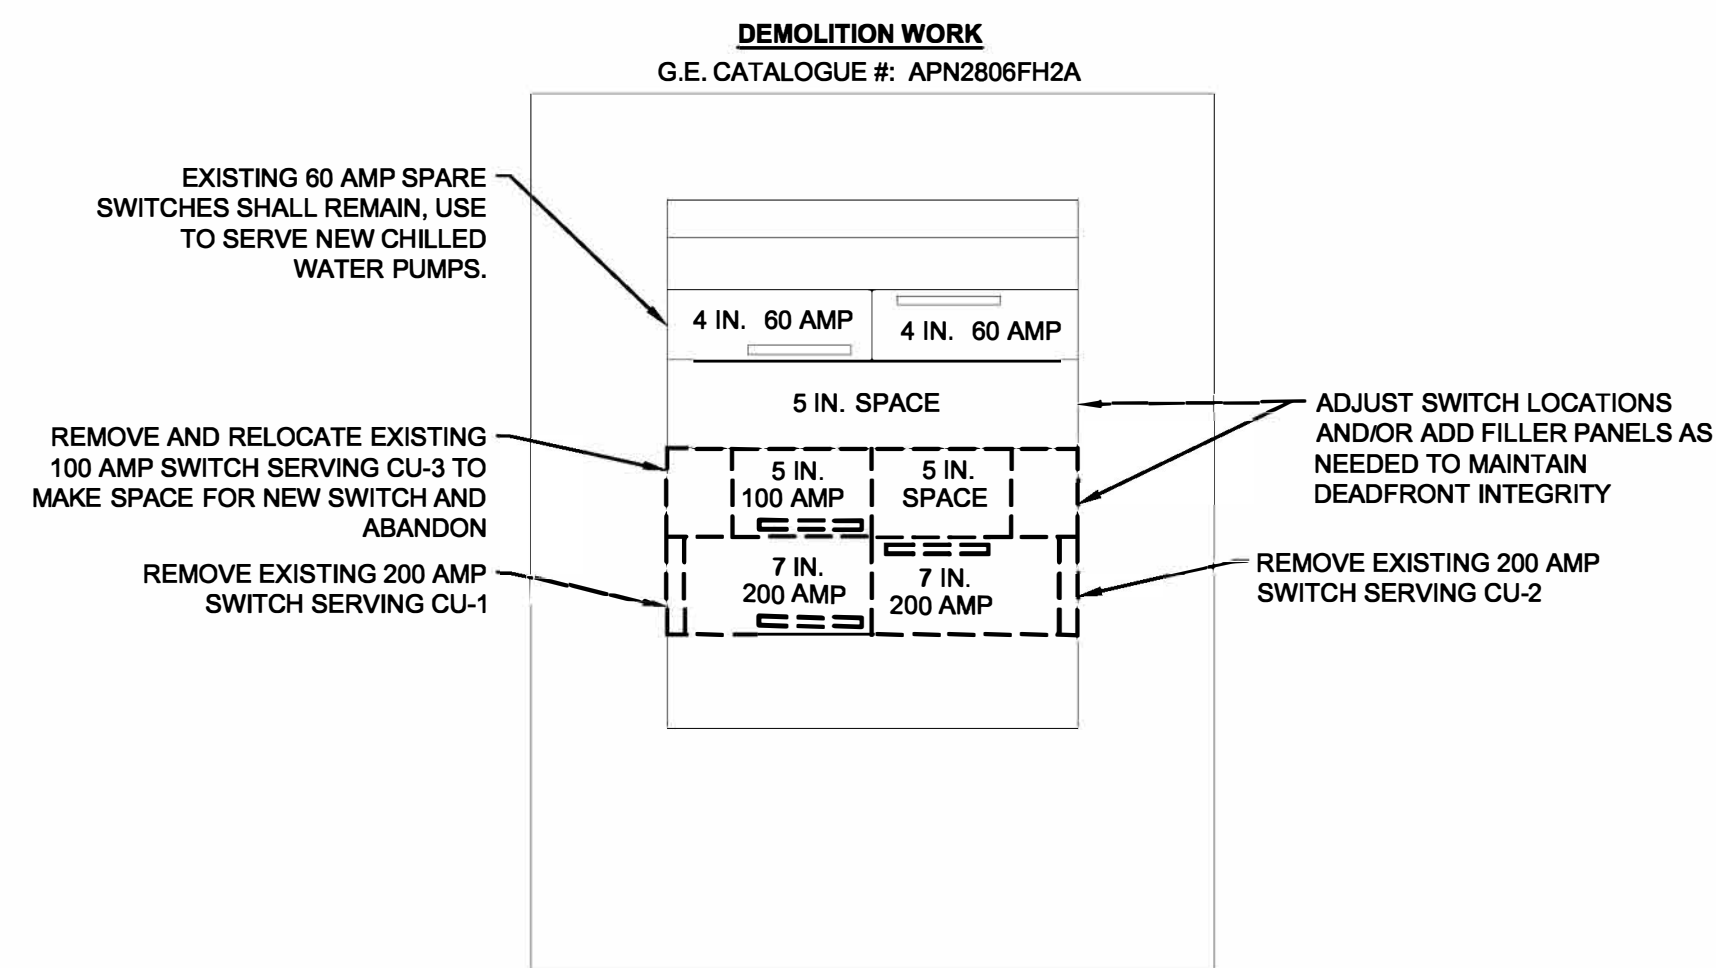 DEMOLITION WORK
G.E. CATALOGUE #: APN2806FH2A
EXISTING 60 AMP SPARE
SWITCHES SHALL REMAIN, USE
TO SERVE NEW CHILLED
WATER PUMPS.
4 IN. 60 AMP
4 IN. 60 AMP
5 IN. SPACE
ADJUST SWITCH LOCATIONS
AND/OR ADD FILLER PANELS AS
NEEDED TO MAINTAIN
DEADFRONT INTEGRITY
REMOVE AND RELOCATE EXISTING
100 AMP SWITCH SERVING CU-3 TO
MAKE SPACE FOR NEW SWITCH AND
ABANDON
5 IN.
100 AMP
5 IN.
SPACE
REMOVE EXISTING 200 AMP
SWITCH SERVING CU-1
7 IN.
200 AMP
7 IN.
200 AMP
REMOVE EXISTING 200 AMP
SWITCH SERVING CU-2